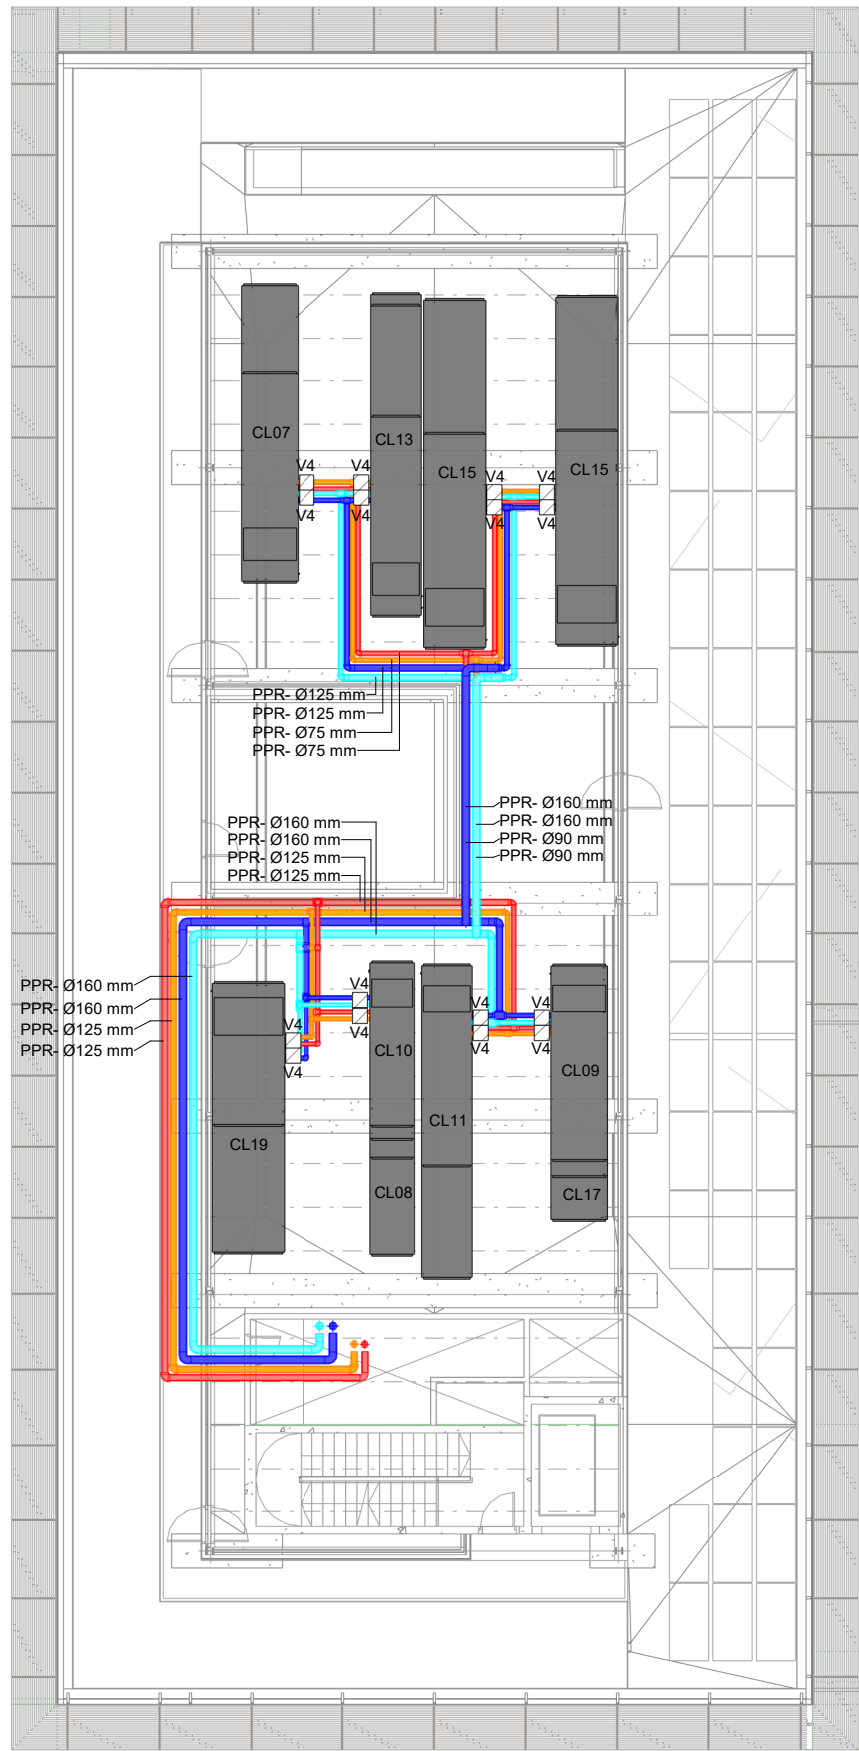 CL07
CL13
CL15
CL15
V4
V4
V4
V4
V4
V4
V4
V4
PPR- Ø125 mm
PPR- Ø125 mm
PPR- Ø75 mm
PPR- Ø75 mm
PPR- Ø160 mm
PPR- Ø160 mm
PPR- Ø90 mm
PPR- Ø90 mm
PPR- Ø160 mm
PPR- Ø160 mm
PPR- Ø125 mm
PPR- Ø125 mm
PPR- Ø160 mm
PPR- Ø160 mm
PPR- Ø125 mm
PPR- Ø125 mm
V4
V4
V4
V4
V4
V4
V4
V4
CL10
CL09
CL11
CL19
CL08
CL17